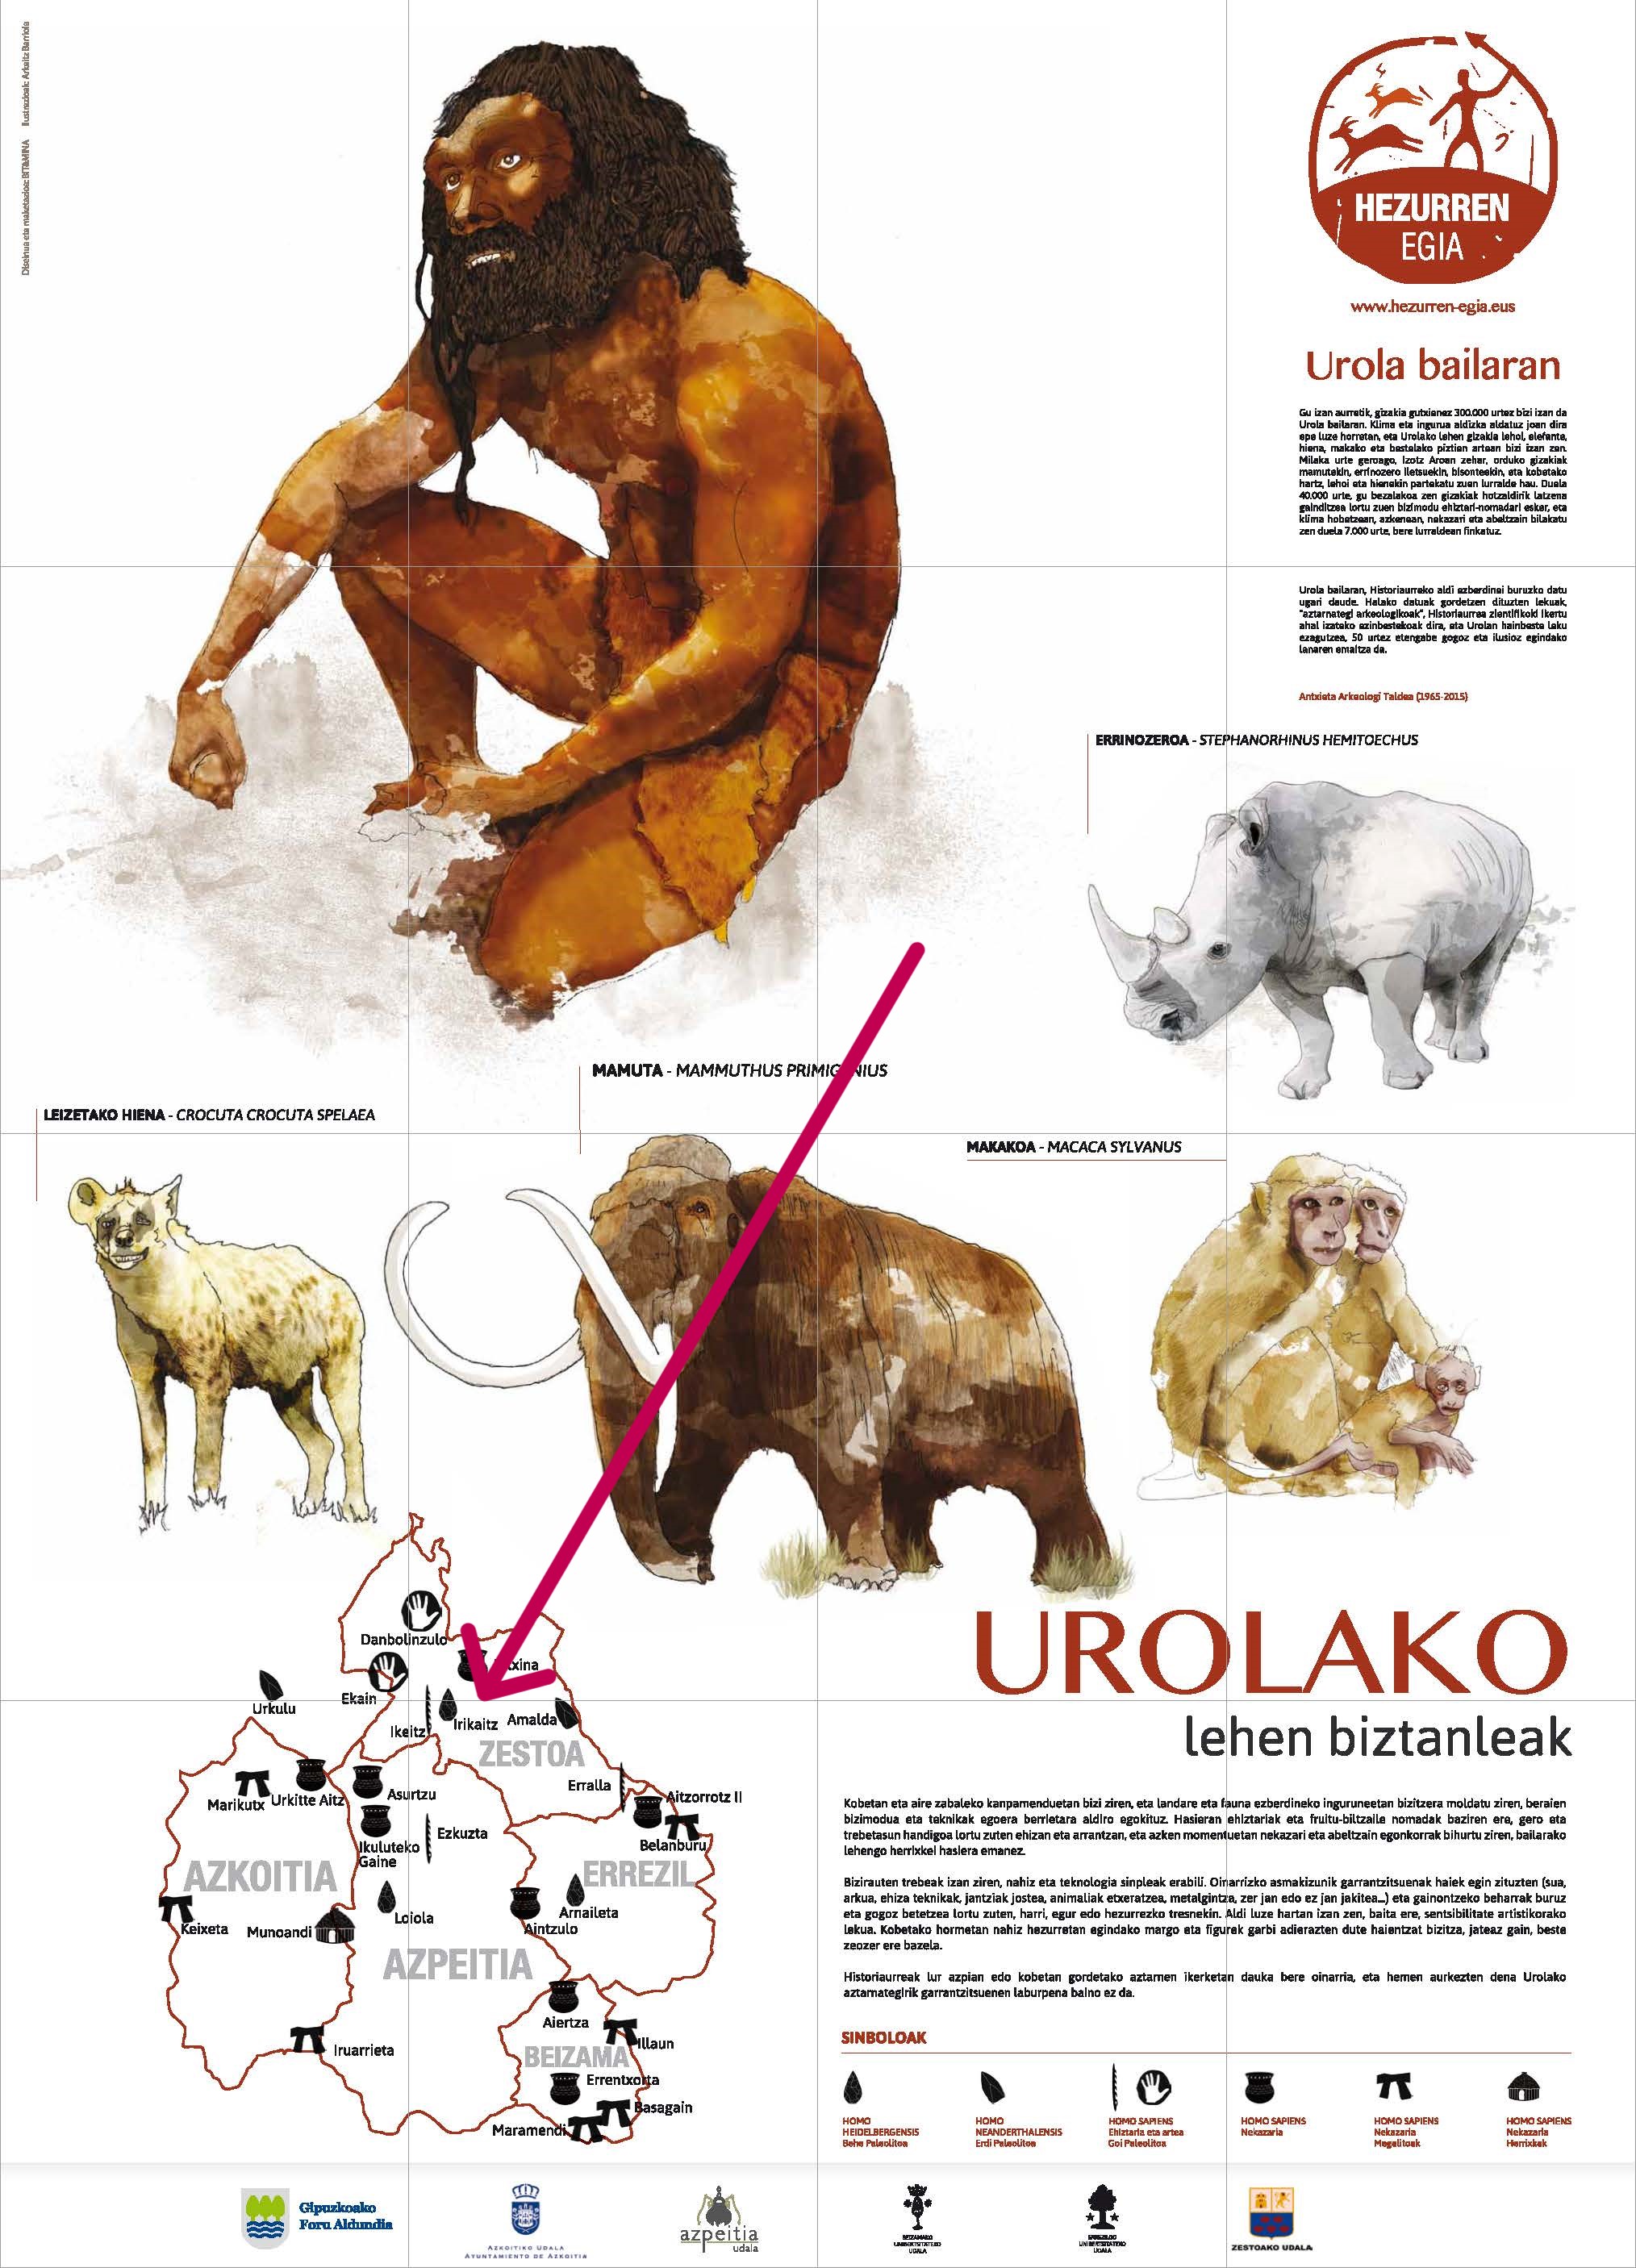 Diseinua eta maketazioa: BITAMINA Ilustrazioak: Arkaitz Barriola
HEZURREN
EGIA
www.hezurren-egia.eus
Urola bailaran
Gu izan aurretik, gizakia gutxienez 300.000 urtez bizi izan da
Urola bailaran. Klima eta ingurua aldizka aldatuz joan dira
epe luze horretan, eta Urolako lehen gizakia lehoi, elefante,
hiena, makako eta bestelako piztien artean bizi izan zen.
Milaka urte geroago, Izotz Aroan zehar, orduko gizakiak
mamutekin, errinozero iletsuekin, bisonteekin, eta kobetako
hartz, lehoi eta hienekin partekatu zuen lurralde hau. Duela
40.000 urte, gu bezalakoa zen gizakiak hotzaldirik latzena
gainditzea lortu zuen bizimodu ehiztari-nomadari esker, eta
klima hobetzean, azkenean, nekazari eta abeltzain bilakatu
zen duela 7.000 urte, bere lurraldean finkatuz.
Urola bailaran, Historiaurreko aldi ezberdinei buruzko datu
ugari daude. Halako datuak gordetzen dituzten lekuak,
"aztarnategi arkeologikoak", Historiaurrea zientifikoki ikertu
ahal izateko ezinbestekoak dira, eta Urolan hainbeste leku
ezagutzea, 50 urtez etengabe gogoz eta ilusioz egindako
lanaren emaitza da.
Antxieta Arkeologi Taldea (1965-2015)
ERRINOZEROA - STEPHANORHINUS HEMITOECHUS
MAMUTA - MAMMUTHUS
LEIZETAKO HIENA - CROCUTA CROCUTA SPELAEA
MAKAKOA - MACACA SYLVANUS
Danbolinzulo
Ekain
Urkulu
Ikeitz
Irikaitz
Amalda
ZESTOA
Erralla
Aitzorrotz II
Belanburu
Marikutx
Urkitte Aitz
Asurtzu
Ikuluteko
Gaine
Ezkuzta
AZKOITIA
ERREZIL
Keixeta
Munoandi
Loiola
Arnaileta
Aintzulo
AZPEITIA
Aiertza
Illaun
Iruarrieta
BEIZAMA
Errentxorta
Basagain
Maramendi
UROLAKO
lehen biztanleak
Kobetan eta aire zabaleko kanpamenduetan bizi ziren, eta landare eta fauna ezberdineko inguruneetan bizitzera moldatu ziren, beraien
bizimodua eta teknikak egoera berrietara aldiro egokituz. Hasieran ehiztariak eta fruitu-biltzaile nomadak baziren ere, gero eta
trebetasun handigoa lortu zuten ehizan eta arrantzan, eta azken momentuetan nekazari eta abeltzain egonkorrak bihurtu ziren, bailarako
lehengo herrixkei hasiera emanez.
Bizirauten trebeak izan ziren, nahiz eta teknologia sinpleak erabili. Oinarrizko asmakizunik garrantzitsuenak haiek egin zituzten (sua,
arkua, ehiza teknikak, jantziak jostea, animaliak etxeratzea, metalgintza, zer jan edo ez jan jakitea...) eta gainontzeko beharrak buruz
eta gogoz betetzea lortu zuten, harri, egur edo hezurrezko tresnekin. Aldi luze hartan izan zen, baita ere, sentsibilitate artistikorako
lekua. Kobetako hormetan nahiz hezurretan egindako margo eta figurek garbi adierazten dute haientzat bizitza, jateaz gain, beste
zeozer ere bazela.
Historiaurreak lur azpian edo kobetan gordetako aztarnen ikerketan dauka bere oinarria, eta hemen aurkezten dena Urolako
aztarnategirik garrantzitsuenen laburpena baino ez da.
SINBOLOAK
HOMO
HEIDELBERGENSIS
Behe Paleolitoa
HOMO
NEANDERTHALENSIS
Erdi Paleolitoa
HOMO SAPIENS
Ehiztaria eta artea
Goi Paleolitoa
HOMO SAPIENS
Nekazaria
HOMO SAPIENS
Nekazaria
Megalitoak
HOMO SAPIENS
Nekazaria
Herrixkak
Gipuzkoako
Foru Aldundia
AZKOITIKO UDALA
AYUNTAMIENTO DE AZKOITIA
azpeitia
udala
BEIZAMAKO
UNIBERTSITATEKO
UDALA
ERREZILGO
UNIBERTSITATEKO
UDALA
ZESTOAKO UDALA